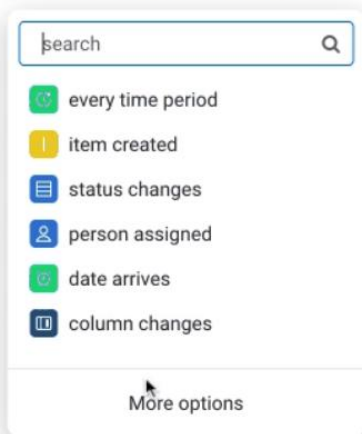 search
every time period
item created
status changes
person assigned
date arrives
column changes
More options